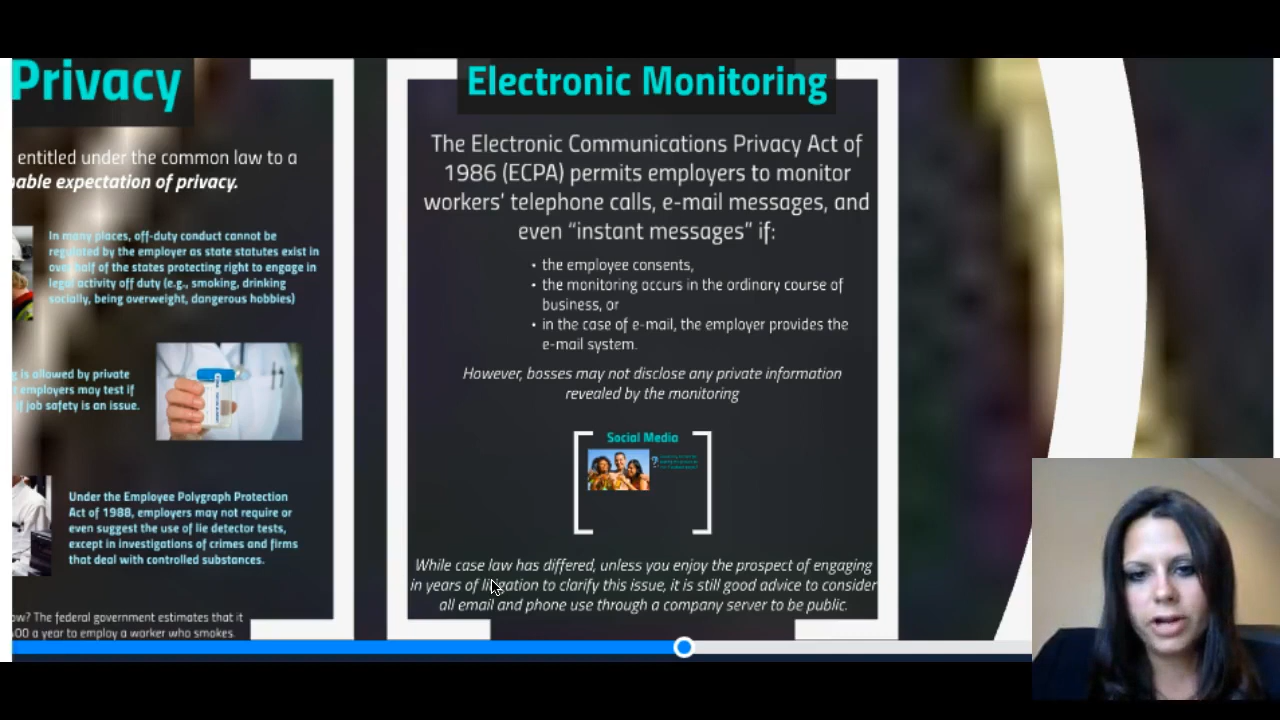 Privacy
entitled under the common law to a
nable expectation of privacy.
In many places, off-duty conduct cannot be
regulated by the employer as state statutes exist in
over half of the states protecting right to engage in
legal activity off duty (e.g., smoking, drinking
socially, being overweight, dangerous hobbies)
g is allowed by private
employers may test if
if job safety is an issue.
Under the Employee Polygraph Protection
Act of 1988, employers may not require or
even suggest the use of lie detector tests,
except in investigations of crimes and firms
that deal with controlled substances.
ow? The federal government estimates that it
00 a year to employ a worker who smokes.
Electronic Monitoring
The Electronic Communications Privacy Act of
1986 (ECPA) permits employers to monitor
workers' telephone calls, e-mail messages, and
even “instant messages” if:
• the employee consents,
• the monitoring occurs in the ordinary course of
business, or
• in the case of e-mail, the employer provides the
e-mail system.
However, bosses may not disclose any private information
revealed by the monitoring
Social Media
?
While case law has differed, unless you enjoy the prospect of engaging
in years of litigation to clarify this issue, it is still good advice to consider
all email and phone use through a company server to be public.